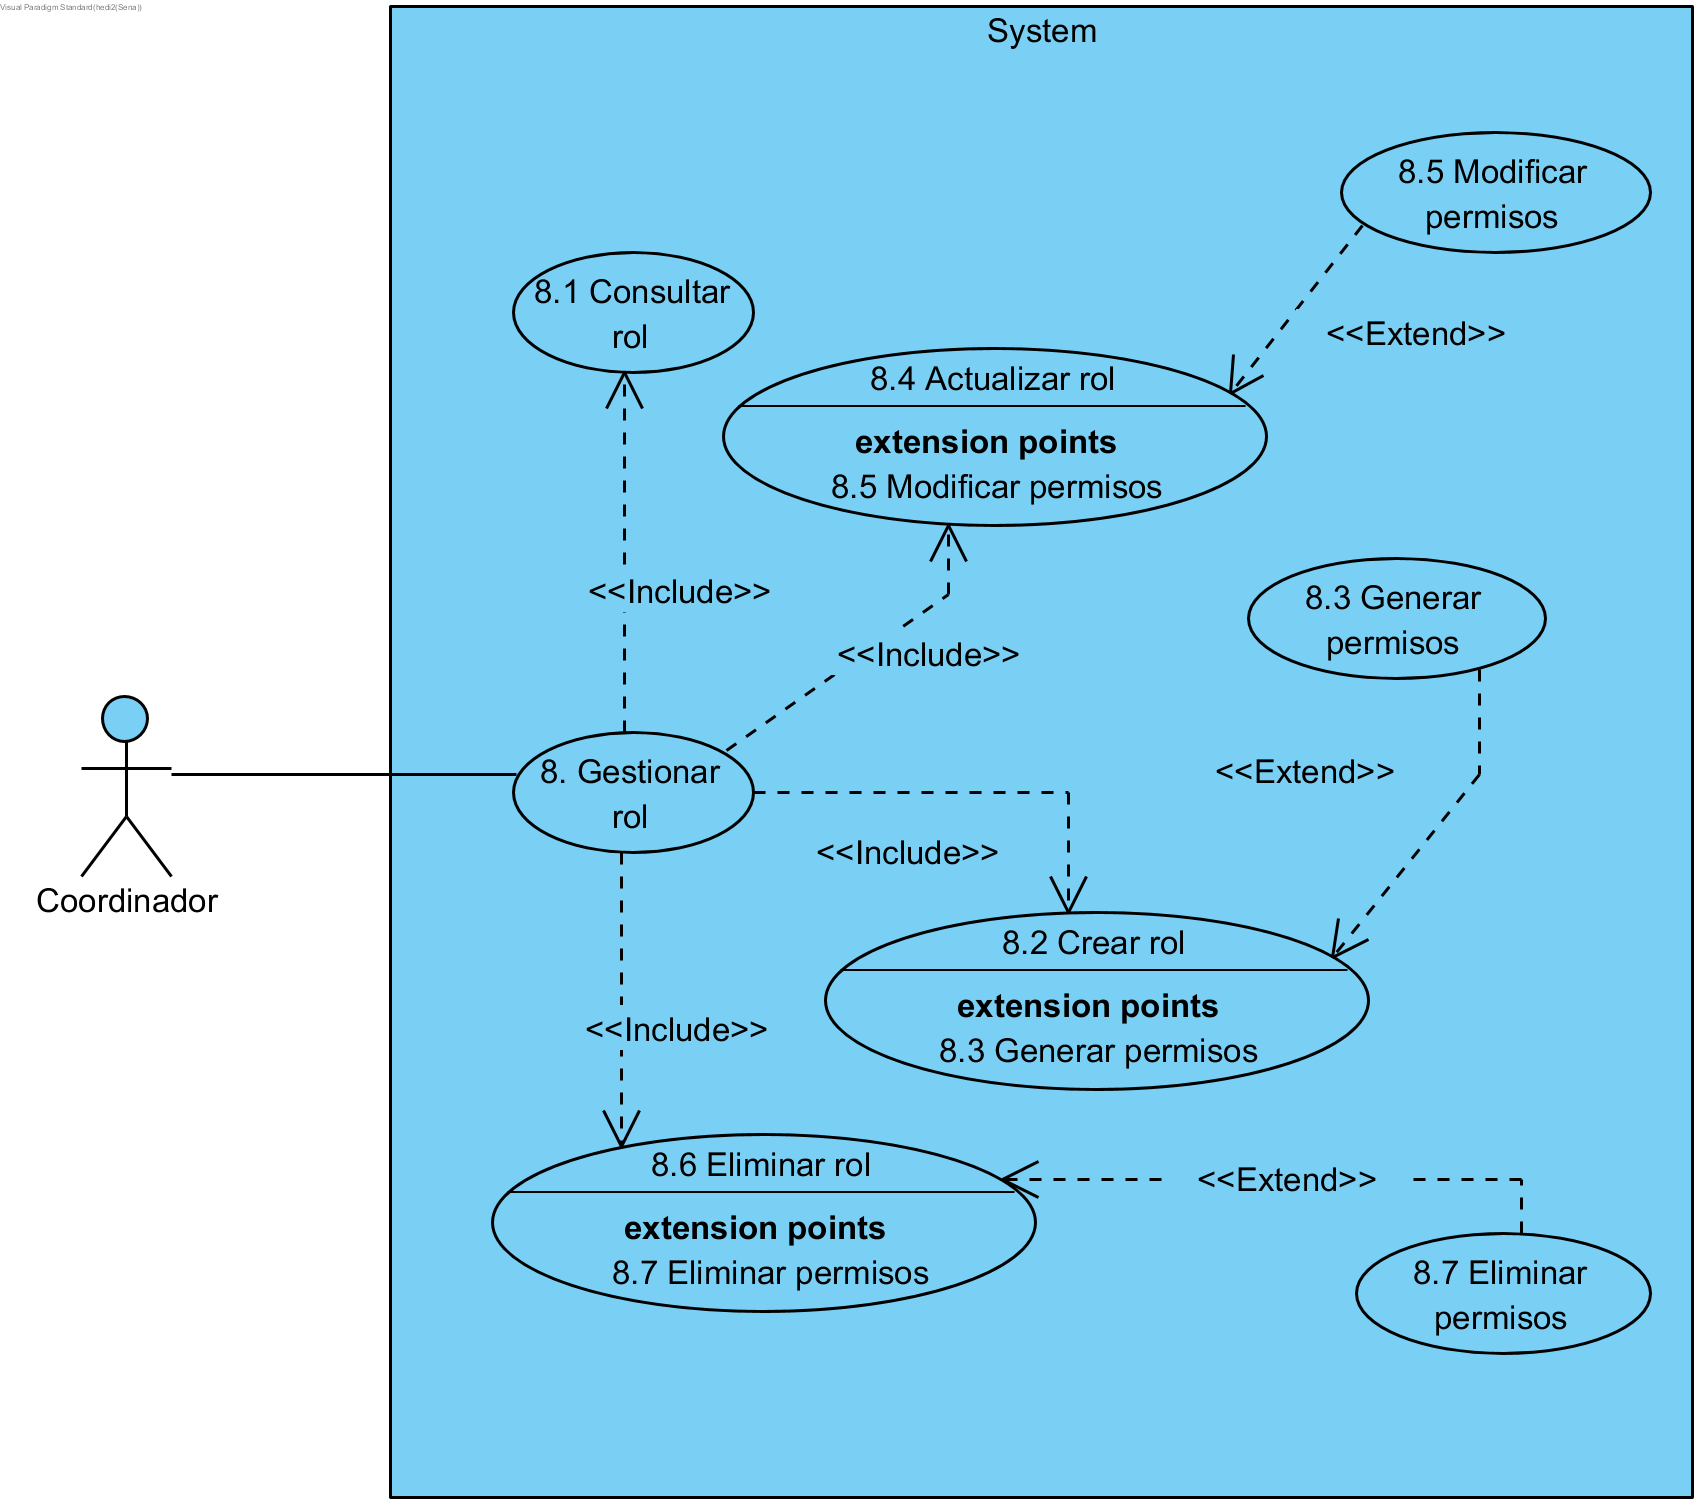 Visual Paradigm Standard(hedi2(Sena))
System
8.5 Modificar
permisos
8.1 Consultar
rol
<<Extend>>
8.4 Actualizar rol
extension points
8.5 Modificar permisos
<<Include>>
8.3 Generar
permisos
<<Include>>
8. Gestionar
rol
<<Extend>>
<<Include>>
Coordinador
8.2 Crear rol
extension points
8.3 Generar permisos
<<Include>>
8.6 Eliminar rol
extension points
8.7 Eliminar permisos
<<Extend>>
8.7 Eliminar
permisos